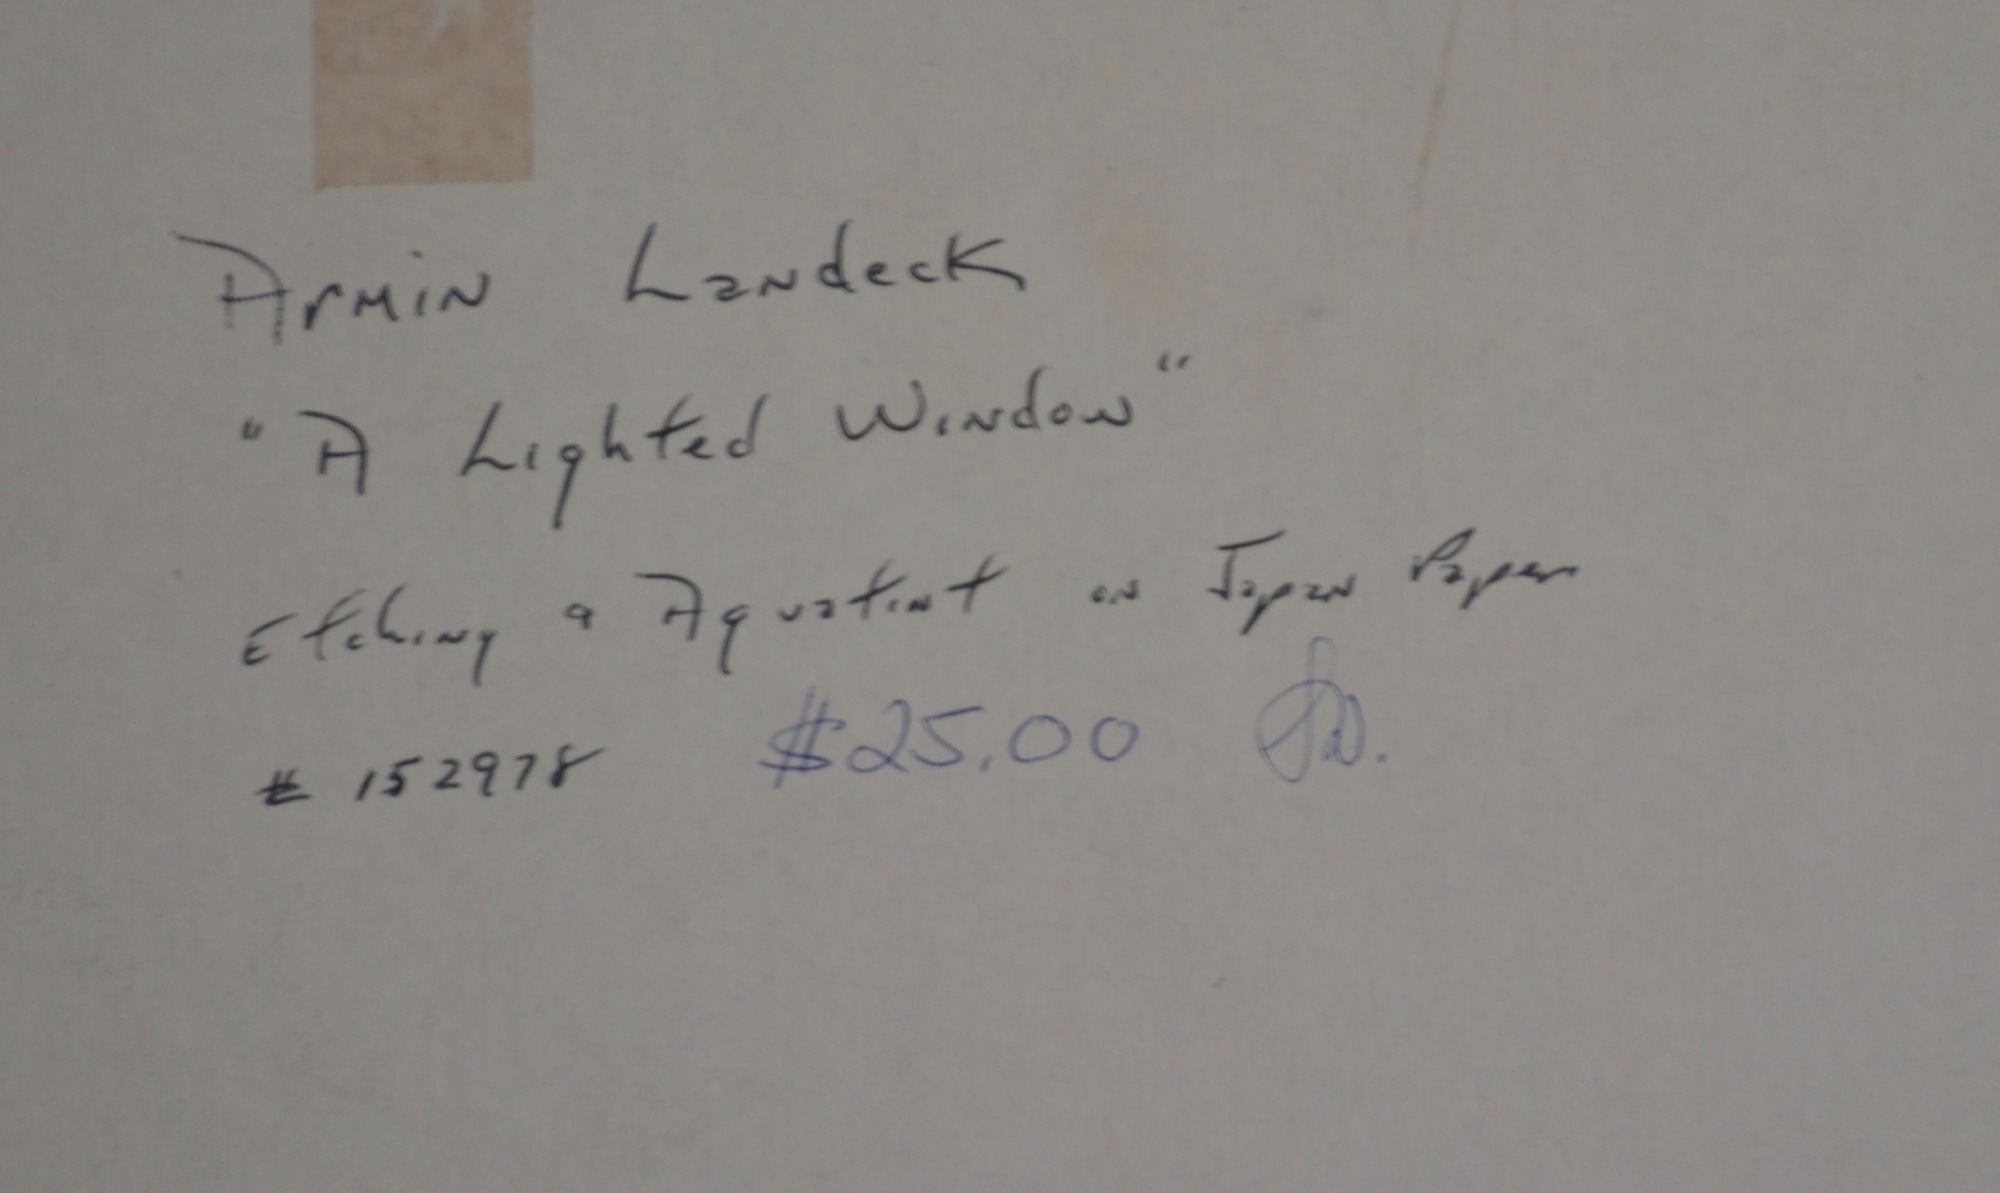 Armin Landeck
"A Lighted Window"
Etching & Aquatint on Japan Paper
# 152978 $25.00